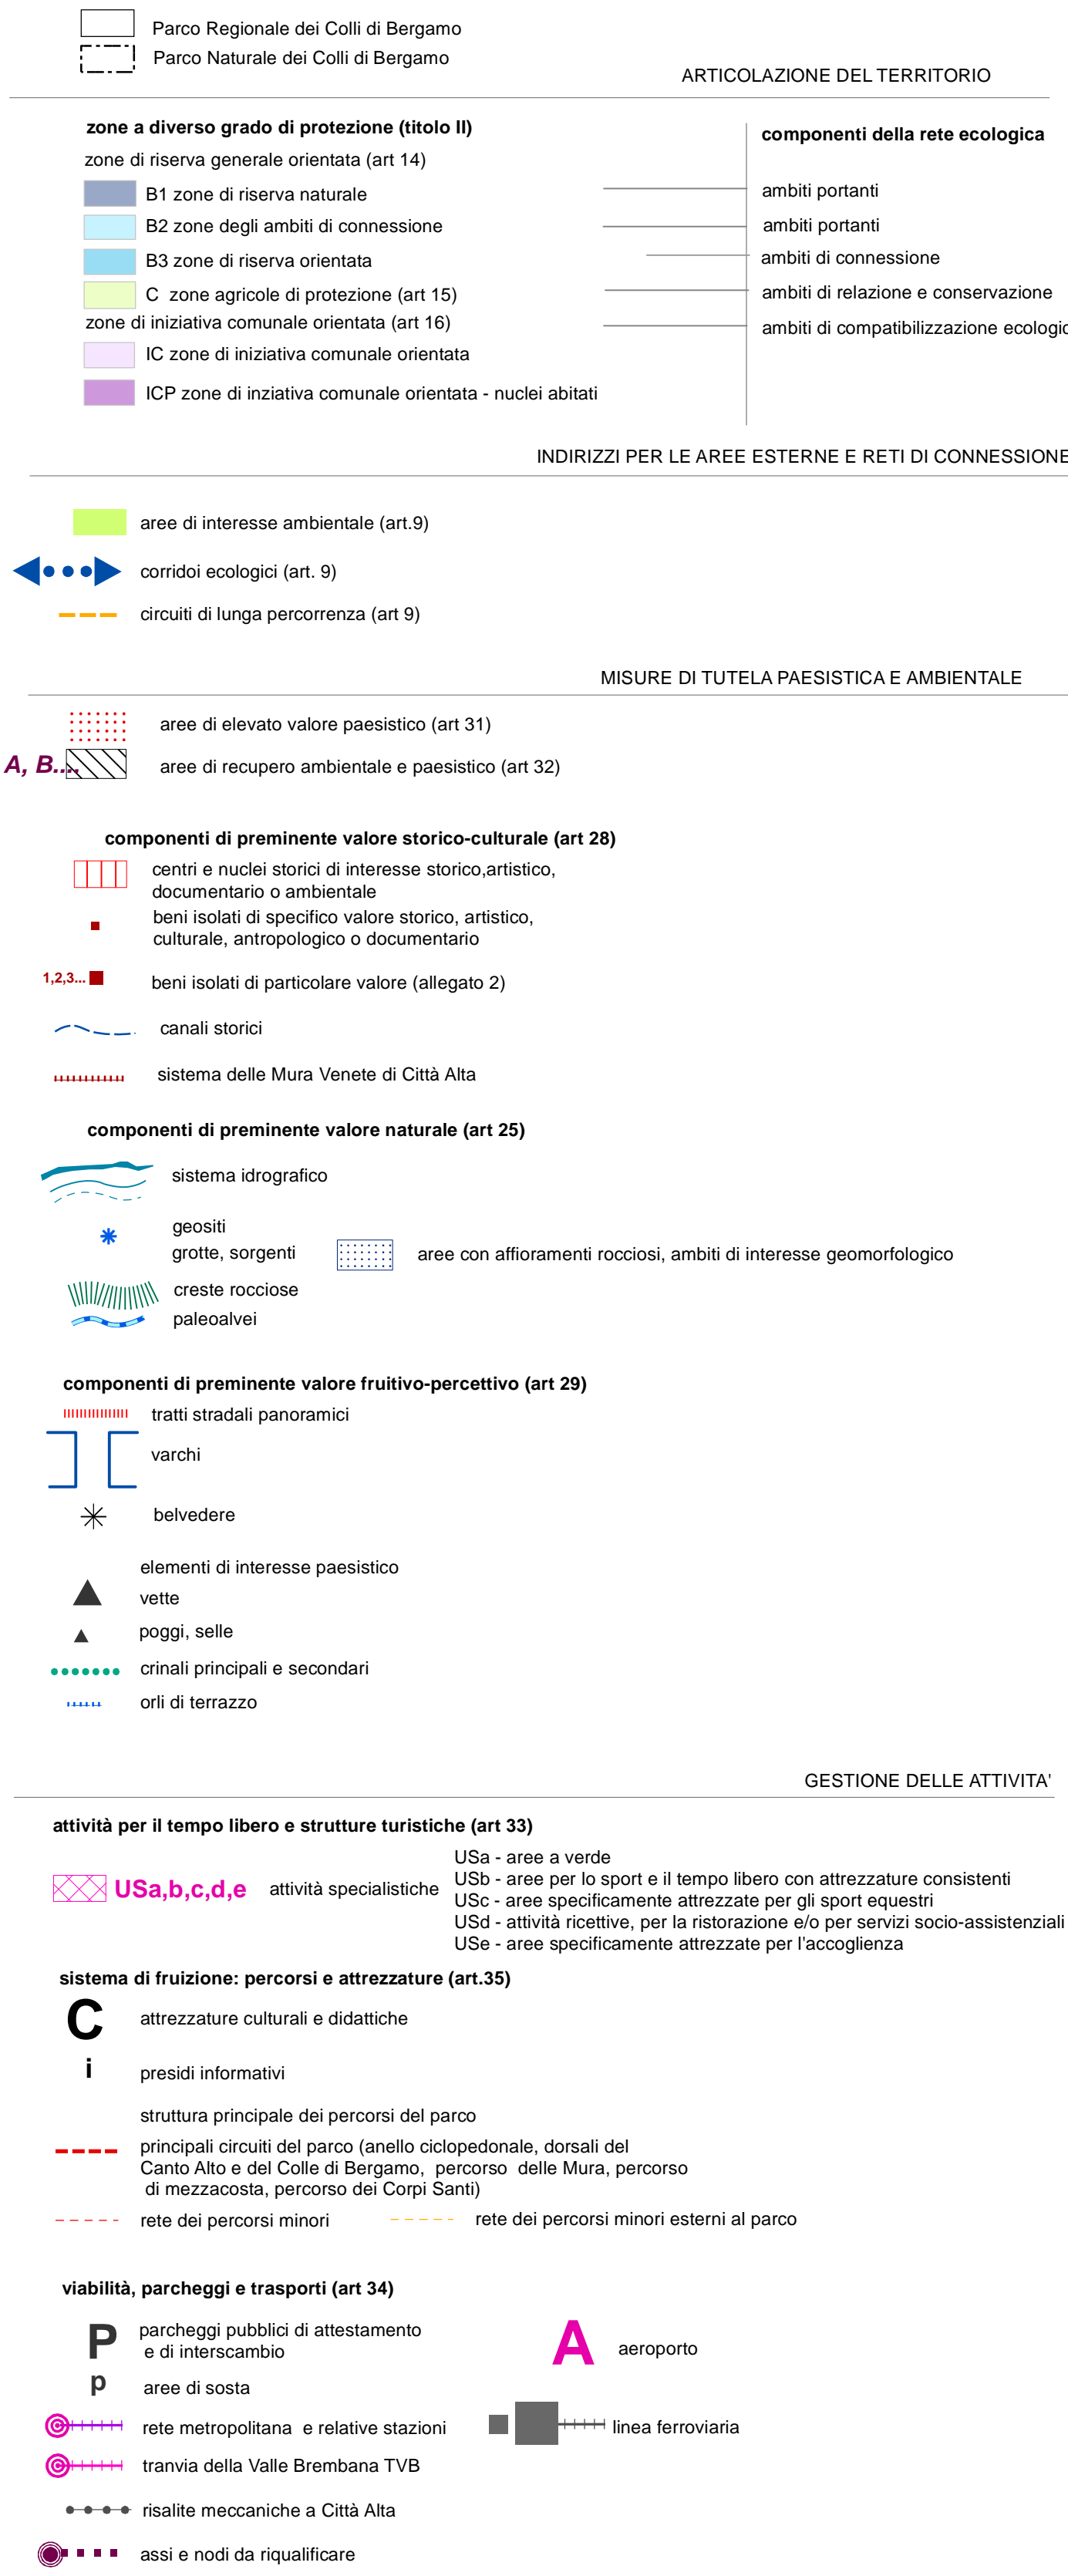 Parco Regionale dei Colli di Bergamo
Parco Naturale dei Colli di Bergamo
ARTICOLAZIONE DEL TERRITORIO
zone a diverso grado di protezione (titolo II)
componenti della rete ecologica
zone di riserva generale orientata (art 14)
B1 zone di riserva naturale
ambiti portanti
B2 zone degli ambiti di connessione
ambiti portanti
B3 zone di riserva orientata
ambiti di connessione
C zone agricole di protezione (art 15)
ambiti di relazione e conservazione
zone di iniziativa comunale orientata (art 16)
ambiti di compatibilizzazione ecologic
IC zone di iniziativa comunale orientata
ICP zone di inziativa comunale orientata - nuclei abitati
INDIRIZZI PER LE AREE ESTERNE E RETI DI CONNESSIONE
aree di interesse ambientale (art.9)
corridoi ecologici (art. 9)
circuiti di lunga percorrenza (art 9)
MISURE DI TUTELA PAESISTICA E AMBIENTALE
aree di elevato valore paesistico (art 31)
A, B.... aree di recupero ambientale e paesistico (art 32)
componenti di preminente valore storico-culturale (art 28)
centri e nuclei storici di interesse storico,artistico,
documentario o ambientale
beni isolati di specifico valore storico, artistico,
culturale, antropologico o documentario
1,2,3... beni isolati di particolare valore (allegato 2)
canali storici
sistema delle Mura Venete di Città Alta
componenti di preminente valore naturale (art 25)
sistema idrografico
geositi
grotte, sorgenti
aree con affioramenti rocciosi, ambiti di interesse geomorfologico
creste rocciose
paleoalvei
componenti di preminente valore fruitivo-percettivo (art 29)
tratti stradali panoramici
varchi
belvedere
elementi di interesse paesistico
vette
poggi, selle
crinali principali e secondari
orli di terrazzo
GESTIONE DELLE ATTIVITA'
attività per il tempo libero e strutture turistiche (art 33)
USa,b,c,d,e attività specialistiche
USa - aree a verde
USb - aree per lo sport e il tempo libero con attrezzature consistenti
USc - aree specificamente attrezzate per gli sport equestri
USd - attività ricettive, per la ristorazione e/o per servizi socio-assistenziali
USe - aree specificamente attrezzate per l'accoglienza
sistema di fruizione: percorsi e attrezzature (art.35)
C attrezzature culturali e didattiche
i presidi informativi
struttura principale dei percorsi del parco
principali circuiti del parco (anello ciclopedonale, dorsali del
Canto Alto e del Colle di Bergamo, percorso delle Mura, percorso
di mezzacosta, percorso dei Corpi Santi)
rete dei percorsi minori
rete dei percorsi minori esterni al parco
viabilità, parcheggi e trasporti (art 34)
P parcheggi pubblici di attestamento
e di interscambio
A aeroporto
p aree di sosta
rete metropolitana e relative stazioni
linea ferroviaria
tranvia della Valle Brembana TVB
risalite meccaniche a Città Alta
assi e nodi da riqualificare